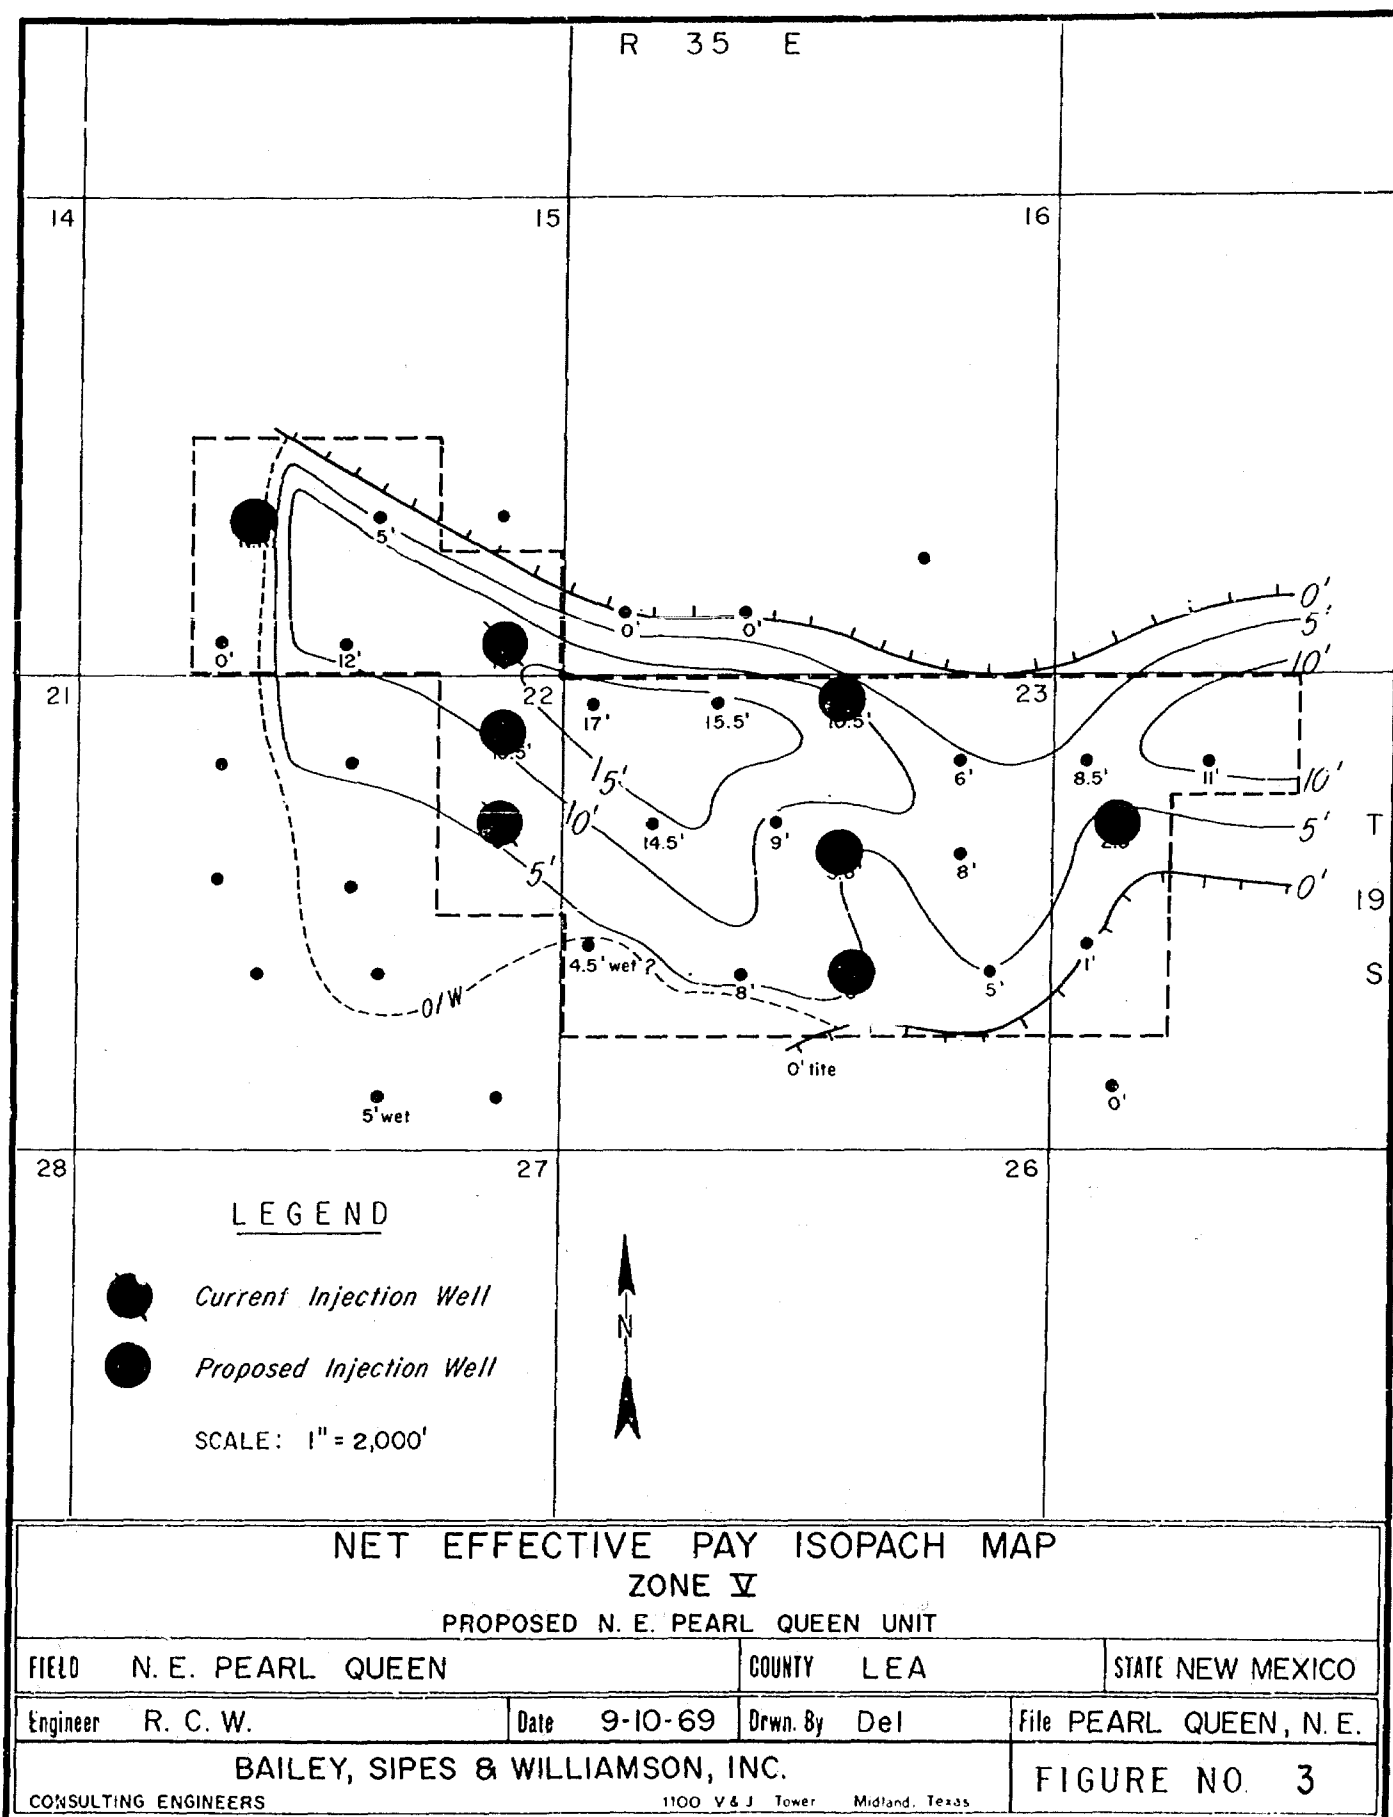 R 35 E
14 15 16
5'
0' 0' 0'
5'
0' 12' 10'
21 22 23
17' 15.5' 10.5'
15' 6' 8.5' 11' 10'
10' 14.5' 9' 5' T
5' 8' 0' 19
4.5' wet ? 1' S
O/W 8' 5'
0' tite
5' wet 0'
28 27 26
LEGEND
Current Injection Well
Proposed Injection Well
N
SCALE: 1" = 2,000'
NET EFFECTIVE PAY ISOPACH MAP
ZONE V
PROPOSED N. E. PEARL QUEEN UNIT
FIELD N. E. PEARL QUEEN COUNTY LEA STATE NEW MEXICO
Engineer R. C. W. Date 9-10-69 Drwn. By Del File PEARL QUEEN, N. E.
BAILEY, SIPES & WILLIAMSON, INC.
CONSULTING ENGINEERS 1100 V & J Tower Midland, Texas
FIGURE NO. 3